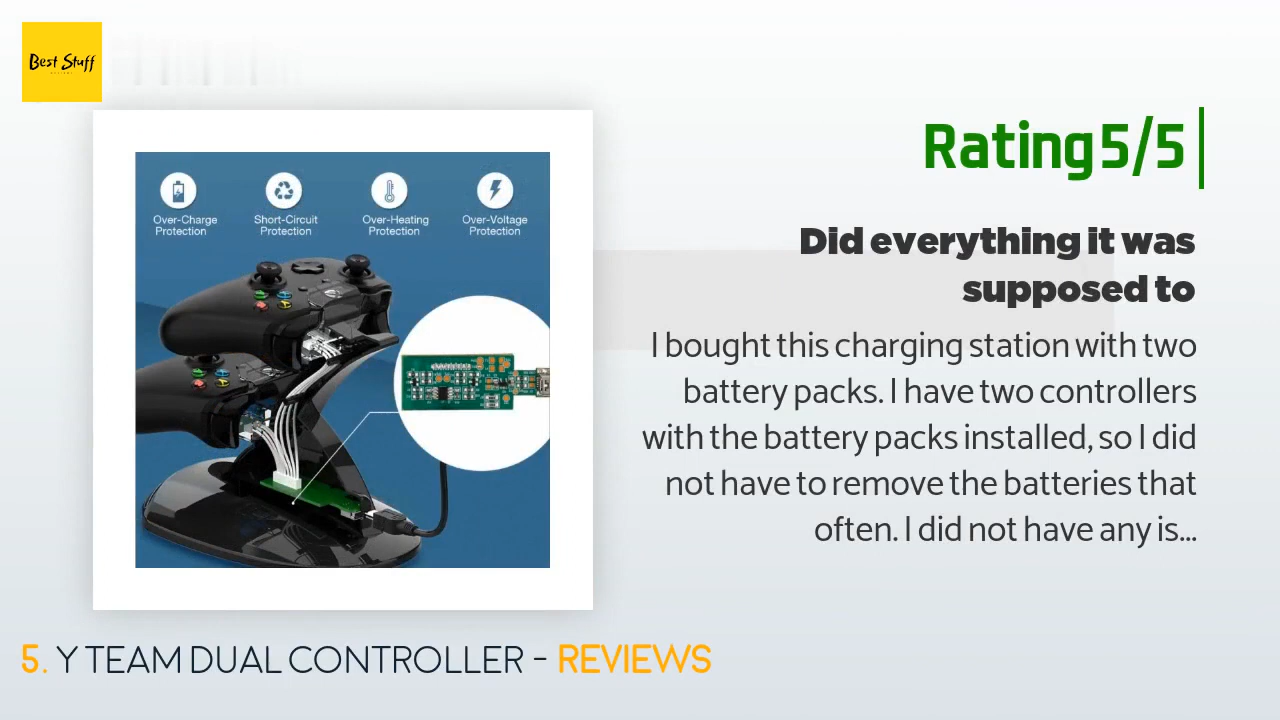 Best Stuff
Over-Charge
Protection
Short-Circuit
Protection
Over-Heating
Protection
Over-Voltage
Protection
Rating 5/5
Did everything it was
supposed to
I bought this charging station with two
battery packs. I have two controllers
with the battery packs installed, so I did
not have to remove the batteries that
often. I did not have any is...
5. Y TEAM DUAL CONTROLLER - REVIEWS